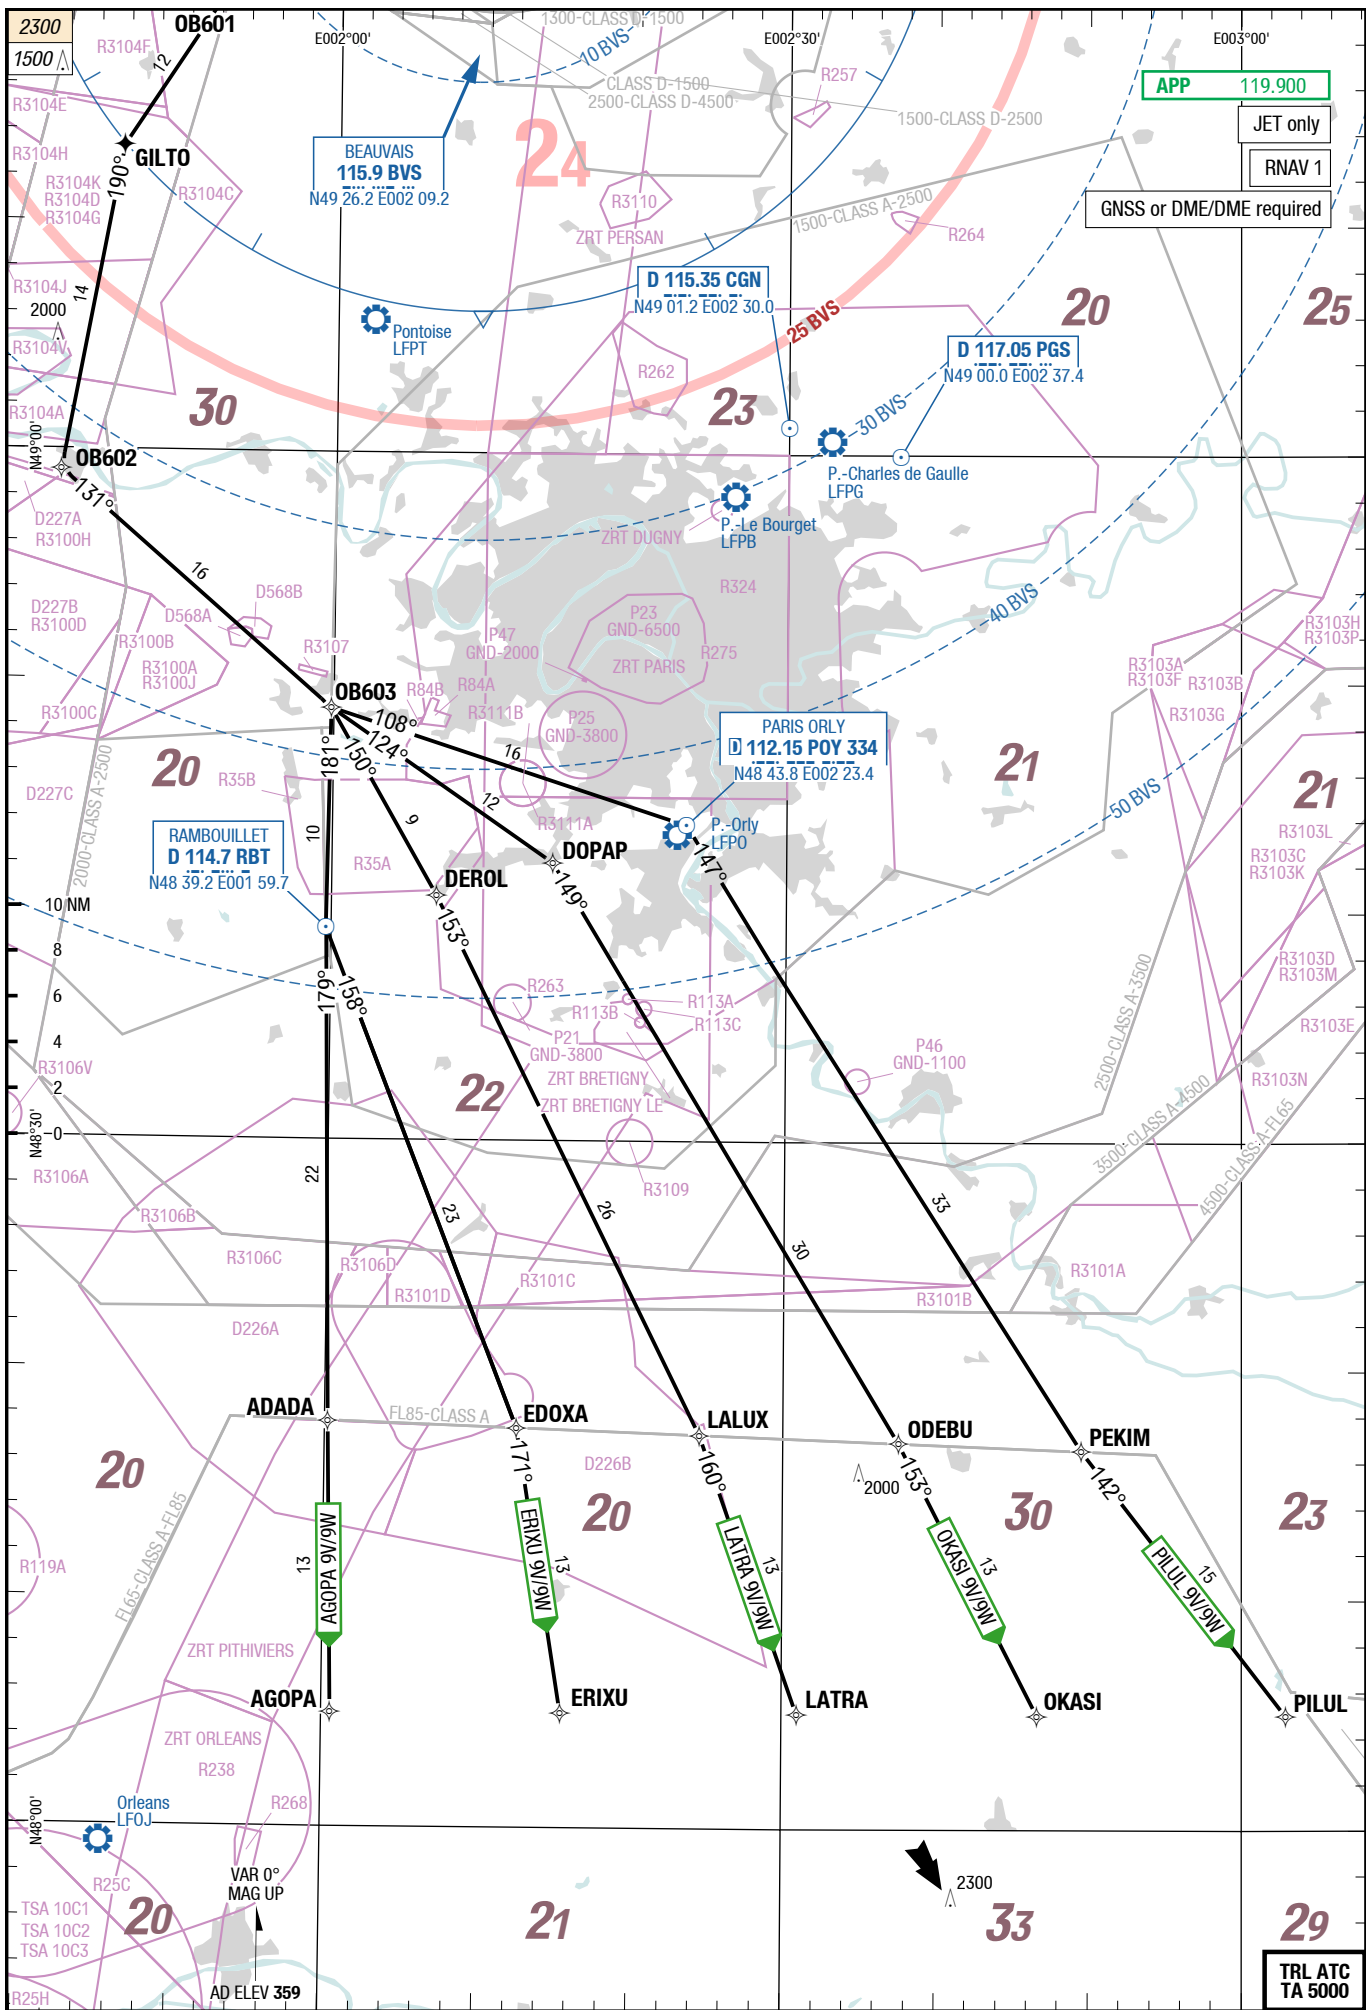 2300
1500
OB601
E002°00'
E002°30'
E003°00'
1300-CLASS D-1500
10 BVS
CLASS D-1500
2500-CLASS D-4500
1500-CLASS D-2500
R257
APP 119.900
JET only
RNAV 1
GNSS or DME/DME required
R3104F
12
R3104E
R3104H
GILTO
190°
R3104K
R3104D
R3104G
R3104C
BEAUVAIS
115.9 BVS
N49 26.2 E002 09.2
24
R3110
ZRT PERSAN
1500-CLASS A-2500
R264
R3104J
14
2000
R3104V
Pontoise
LFPT
D 115.35 CGN
N49 01.2 E002 30.0
25 BVS
20
25
D 117.05 PGS
N49 00.0 E002 37.4
R262
30
23
R3104A
N49°00'
OB602
131°
30 BVS
P.-Charles de Gaulle
LFPG
P.-Le Bourget
LFPB
D227A
R3100H
ZRT DUGNY
16
R324
40 BVS
D227B
R3100D
D568A
D568B
R3100B
R3107
R3100A
R3100J
R3100C
P23
GND-6500
P47
GND-2000
ZRT PARIS
R275
R3103H
R3103P
R3103A
R3103F
R3103B
R3103G
OB603
R84B
R84A
R3111B
P25
GND-3800
108°
124°
150°
181°
16
PARIS ORLY
D 112.15 POY 334
N48 43.8 E002 23.4
20
21
21
50 BVS
R35B
D227C
2000-CLASS A-2500
12
9
10
R3111A
P.-Orly
LFPO
R3103L
R3103C
R3103K
RAMBOUILLET
D 114.7 RBT
N48 39.2 E001 59.7
R35A
DOPAP
DEROL
147°
149°
153°
10 NM
8
6
4
2
0
179°
158°
R263
R113A
R113B
R113C
P21
GND-3800
ZRT BRETIGNY
ZRT BRETIGNY LE
P46
GND-1100
2500-CLASS A-3500
R3103D
R3103M
R3103E
R3103N
R3106V
22
N48°30'
3500-CLASS A-4500
4500-CLASS A-FL65
R3106A
R3109
22
23
26
30
33
R3106B
R3106C
R3106D
R3101C
R3101D
R3101B
R3101A
D226A
ADADA
FL85-CLASS A
EDOXA
LALUX
ODEBU
PEKIM
171°
160°
153°
142°
D226B
2000
20
20
30
23
FL65-CLASS A-FL85
R119A
13
AGOPA 9V/9W
ERIXU 9V/9W
13
LATRA 9V/9W
13
OKASI 9V/9W
13
PILUL 9V/9W
15
ZRT PITHIVIERS
AGOPA
ERIXU
LATRA
OKASI
PILUL
ZRT ORLEANS
R238
Orleans
LFOJ
R268
N48°00'
VAR 0°
MAG UP
R25C
2300
TSA 10C1
TSA 10C2
TSA 10C3
20
21
33
29
R25H
AD ELEV 359
TRL ATC
TA 5000